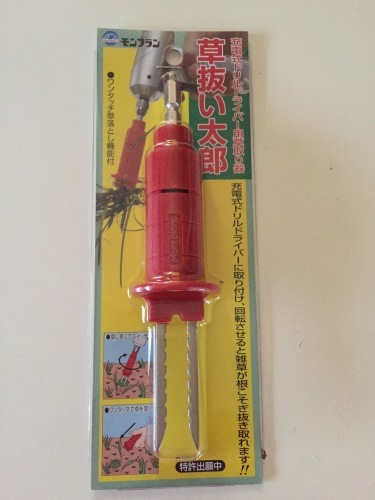 モンブラン
充電式ドリルドライバー用草取り器
草抜い太郎
●ワンタッチ草落とし機能付
充電式ドリルドライバーに取り付け、回転させると雑草が根こそぎ抜き取れます!!
特許出願中